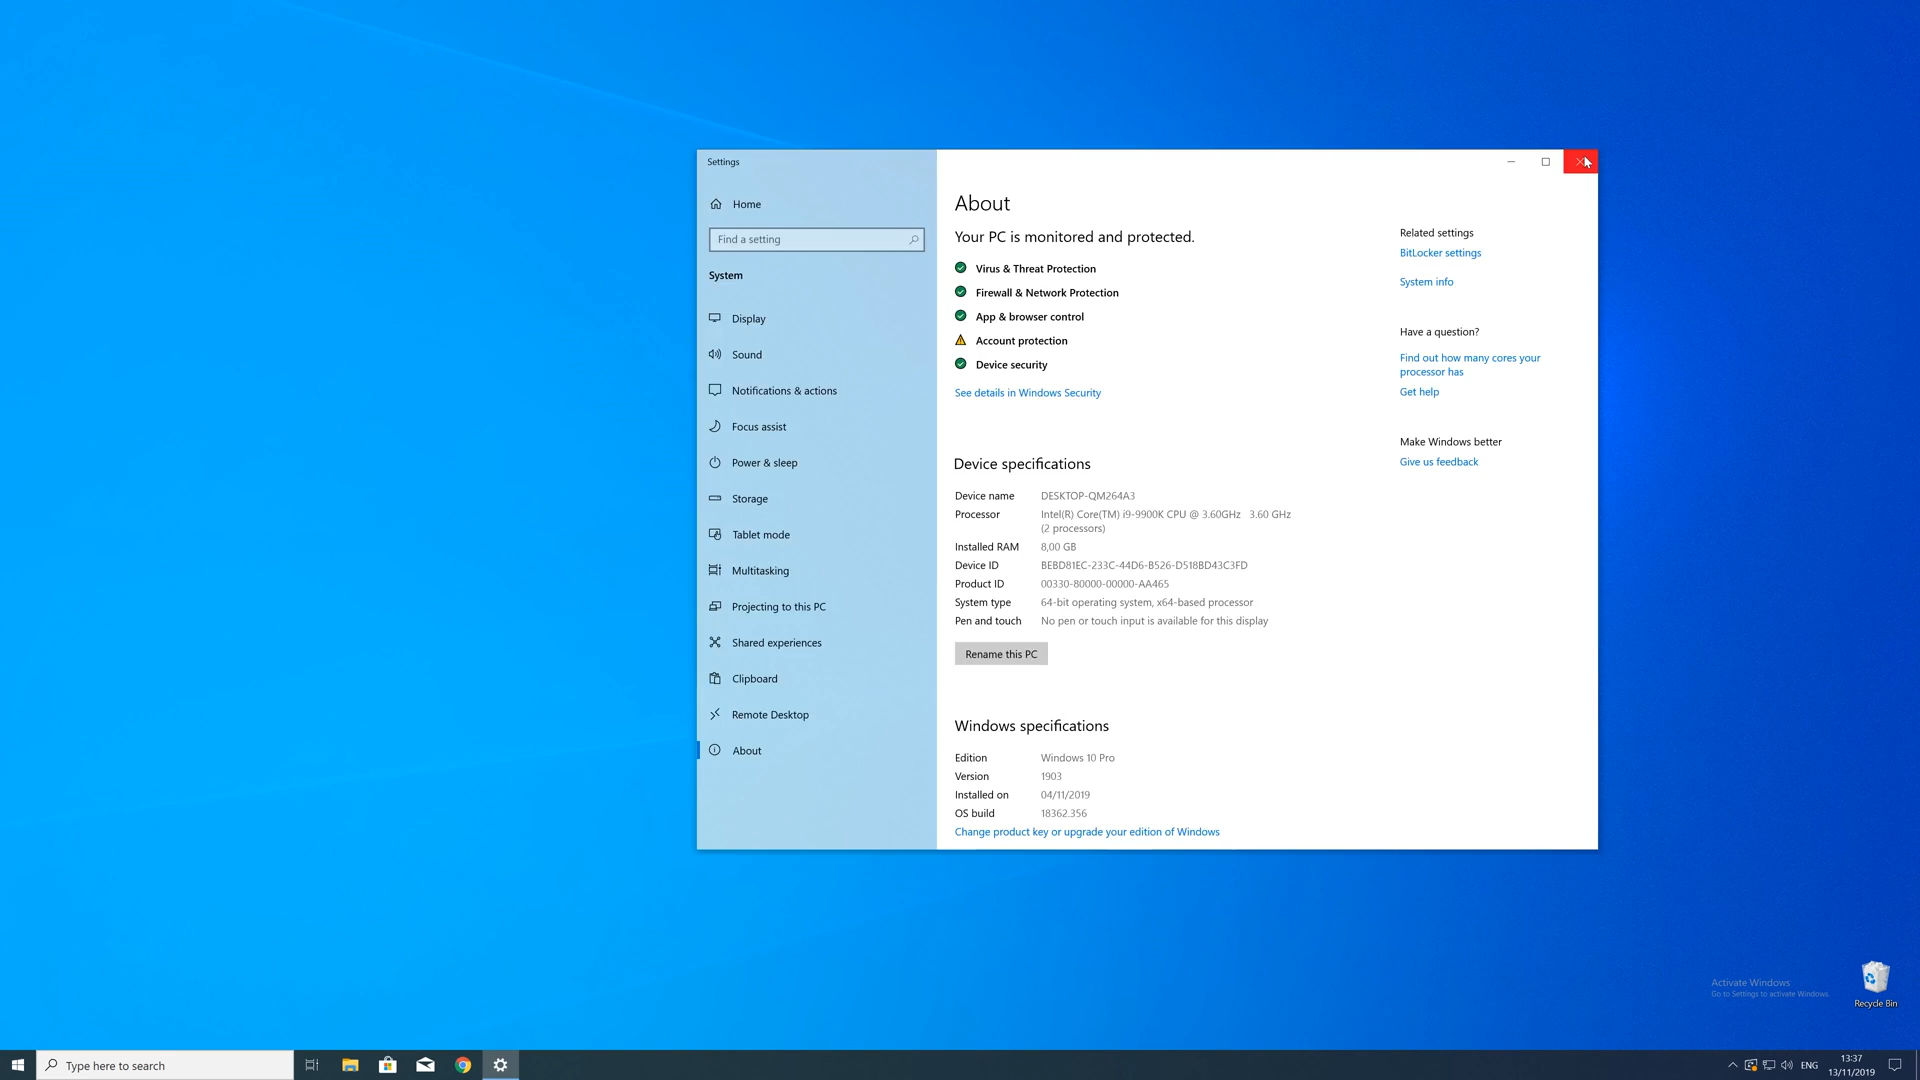 Settings
Home
Find a setting
System
Display
Sound
Notifications & actions
Focus assist
Power & sleep
Storage
Tablet mode
Multitasking
Projecting to this PC
Shared experiences
Clipboard
Remote Desktop
About
About
Your PC is monitored and protected.
Virus & Threat Protection
Firewall & Network Protection
App & browser control
Account protection
Device security
See details in Windows Security
Device specifications
Device name DESKTOP-QM264A3
Processor Intel(R) Core(TM) i9-9900K CPU @ 3.60GHz 3.60 GHz
(2 processors)
Installed RAM 8,00 GB
Device ID BEBD81EC-233C-44D6-B526-D518BD43C3FD
Product ID 00330-80000-00000-AA465
System type 64-bit operating system, x64-based processor
Pen and touch No pen or touch input is available for this display
Rename this PC
Windows specifications
Edition Windows 10 Pro
Version 1903
Installed on 04/11/2019
OS build 18362.356
Change product key or upgrade your edition of Windows
Related settings
BitLocker settings
System info
Have a question?
Find out how many cores your
processor has
Get help
Make Windows better
Give us feedback
Activate Windows
Go to Settings to activate Windows.
Recycle Bin
Type here to search
ENG
13:37
13/11/2019